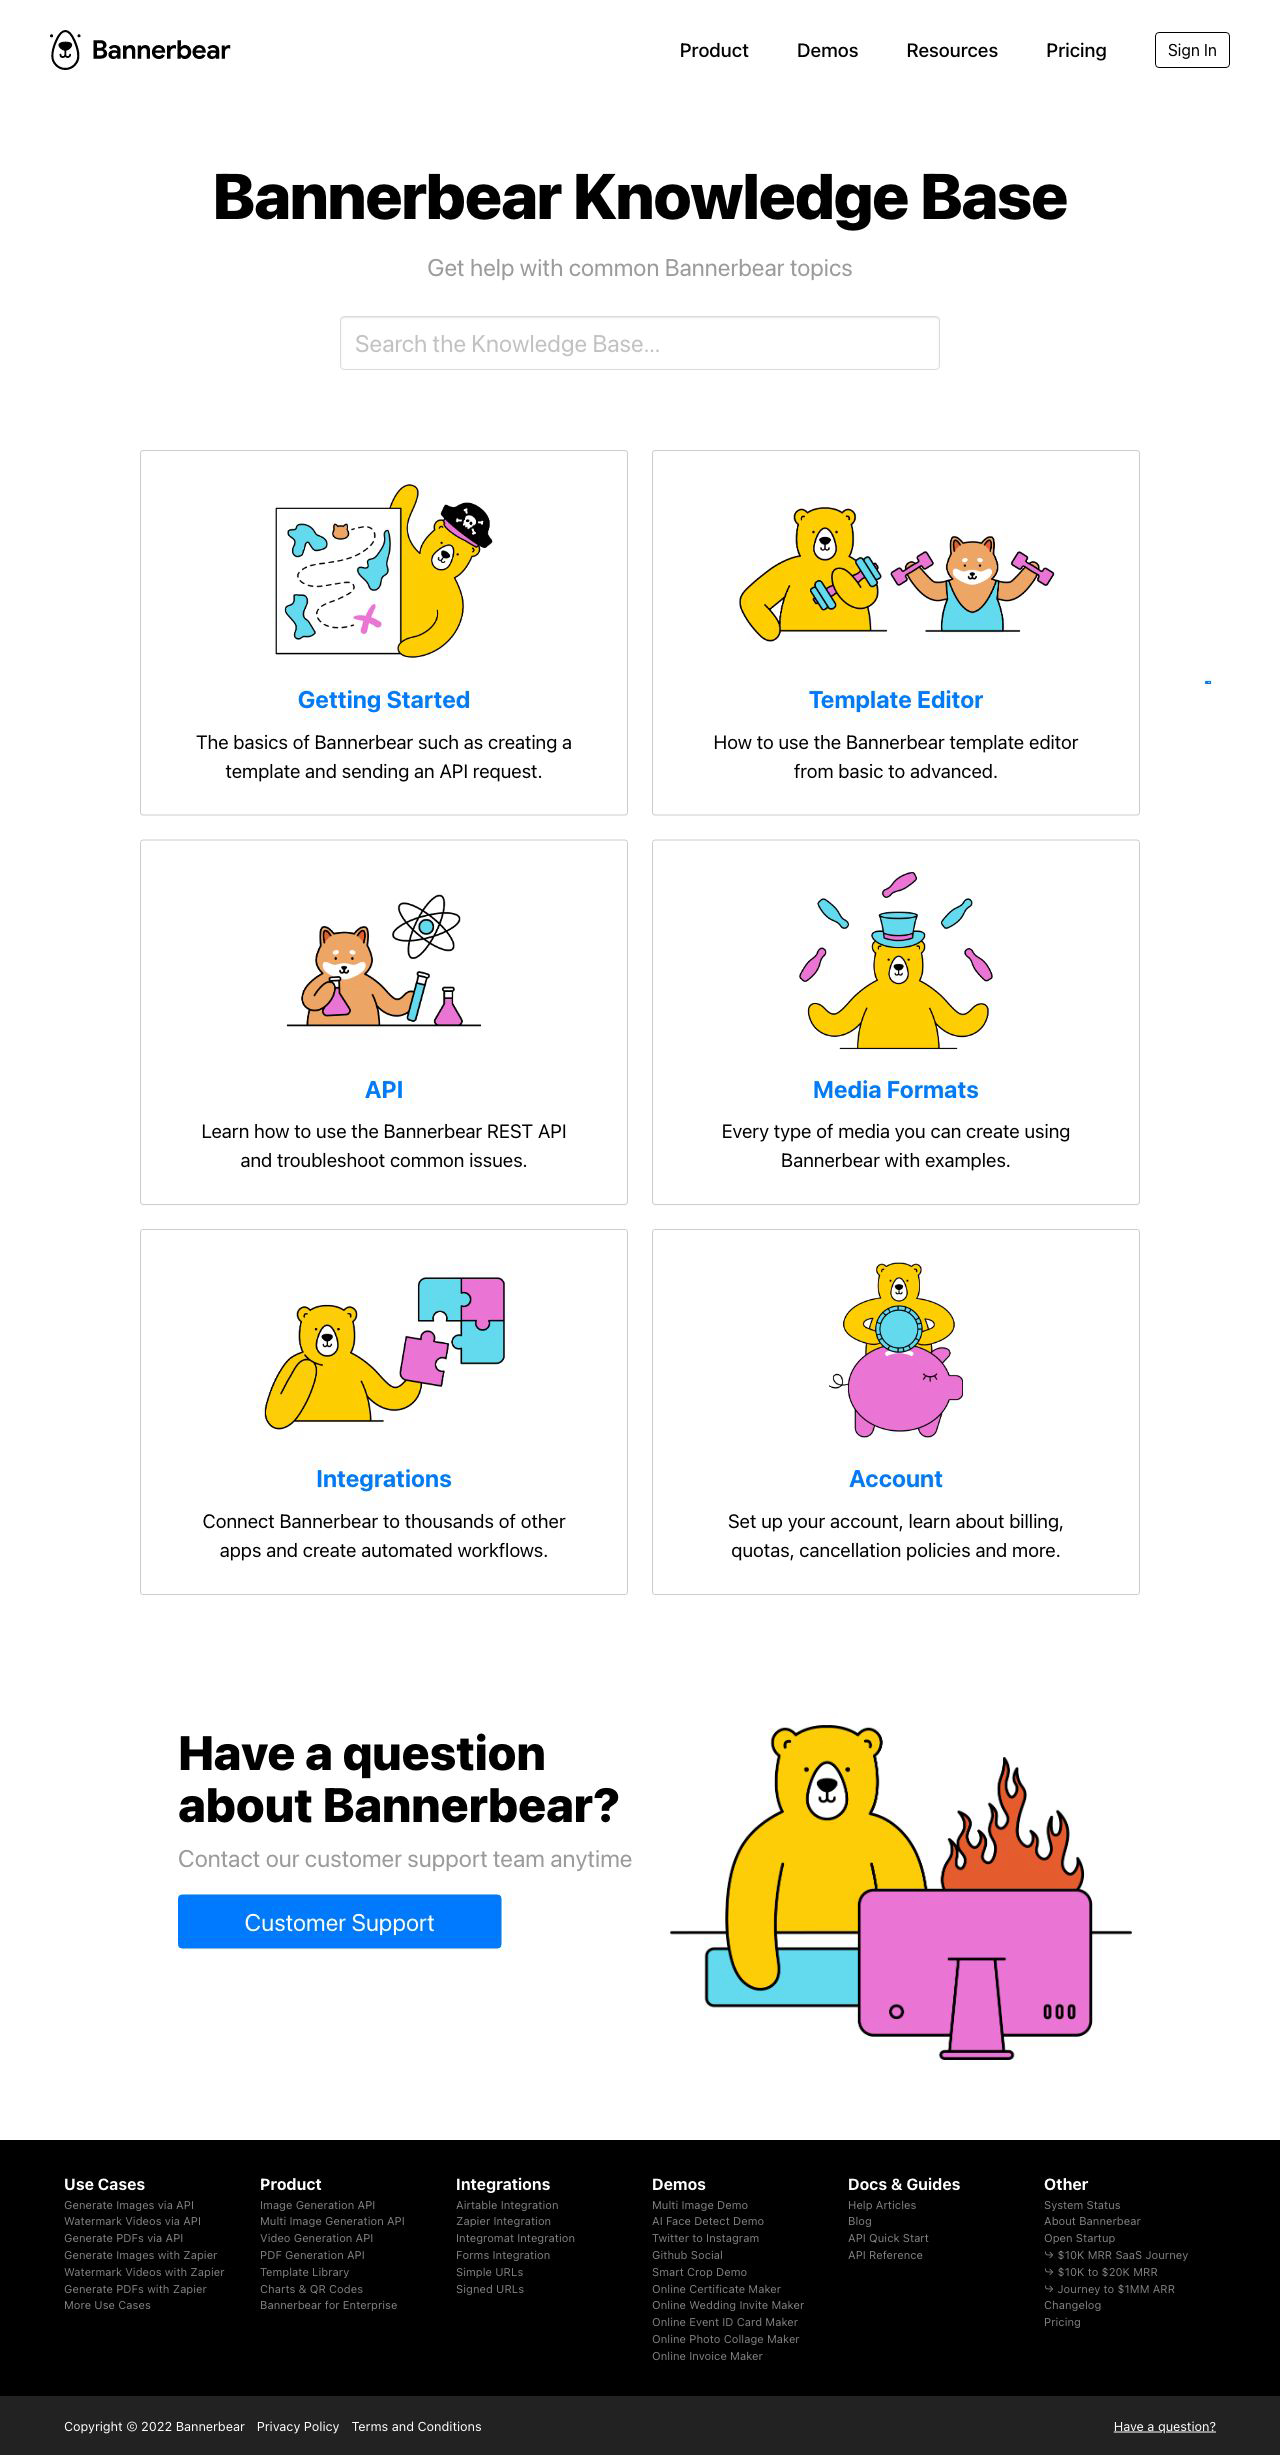 Bannerbear
Product
Demos
Resources
Pricing
Sign In
Bannerbear Knowledge Base
Get help with common Bannerbear topics
Search the Knowledge Base...
Getting Started
The basics of Bannerbear such as creating a
template and sending an API request.
Template Editor
How to use the Bannerbear template editor
from basic to advanced.
API
Learn how to use the Bannerbear REST API
and troubleshoot common issues.
Media Formats
Every type of media you can create using
Bannerbear with examples.
Integrations
Connect Bannerbear to thousands of other
apps and create automated workflows.
Account
Set up your account, learn about billing,
quotas, cancellation policies and more.
Have a question
about Bannerbear?
Contact our customer support team anytime
Customer Support
Use Cases
Generate Images via API
Watermark Videos via API
Generate PDFs via API
Generate Images with Zapier
Watermark Videos with Zapier
Generate PDFs with Zapier
More Use Cases
Product
Image Generation API
Multi Image Generation API
Video Generation API
PDF Generation API
Template Library
Charts & QR Codes
Bannerbear for Enterprise
Integrations
Airtable Integration
Zapier Integration
Integromat Integration
Forms Integration
Simple URLs
Signed URLs
Demos
Multi Image Demo
AI Face Detect Demo
Twitter to Instagram
Github Social
Smart Crop Demo
Online Certificate Maker
Online Wedding Invite Maker
Online Event ID Card Maker
Online Photo Collage Maker
Online Invoice Maker
Docs & Guides
Help Articles
Blog
API Quick Start
API Reference
Other
System Status
About Bannerbear
Open Startup
↪ $10K MRR SaaS Journey
↪ $10K to $20K MRR
↪ Journey to $1MM ARR
Changelog
Pricing
Copyright © 2022 Bannerbear
Privacy Policy
Terms and Conditions
Have a question?